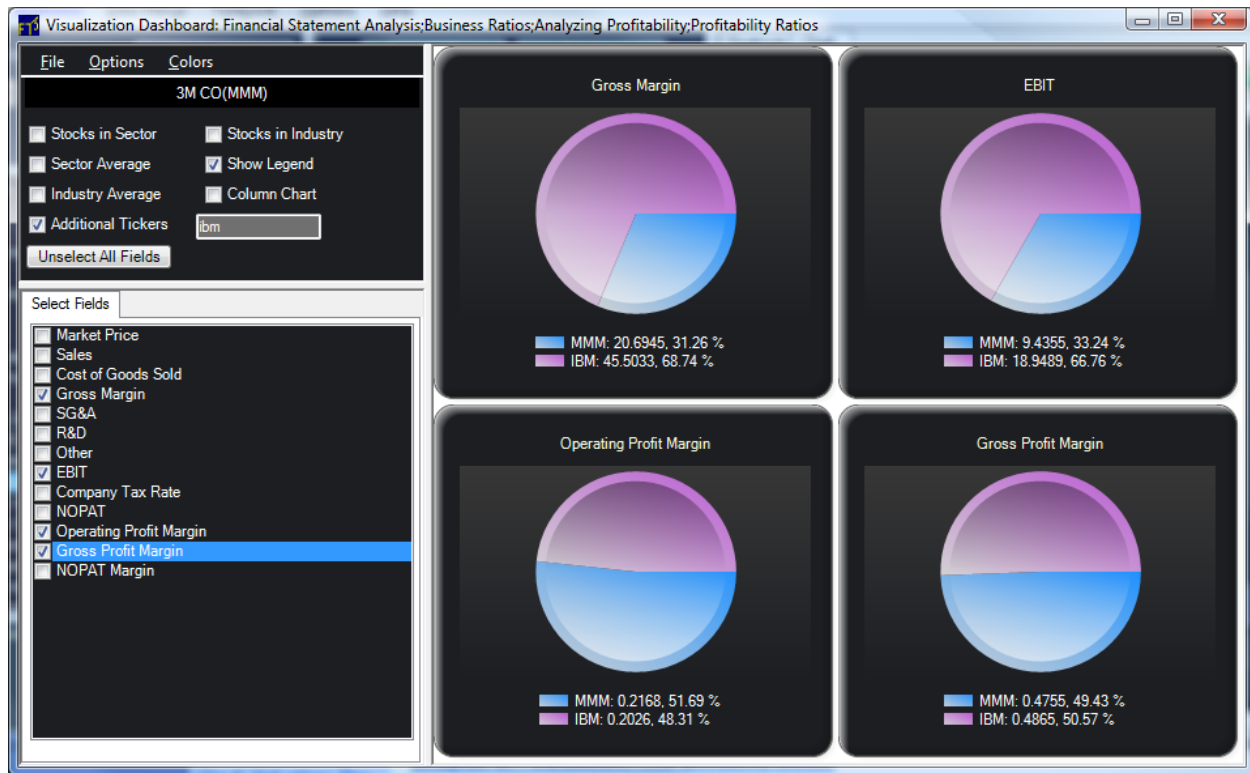 Visualization Dashboard: Financial Statement Analysis;Business Ratios;Analyzing Profitability;Profitability Ratios
File Options Colors
3M CO(MMM)
Stocks in Sector Stocks in Industry
Sector Average Show Legend
Industry Average Column Chart
Additional Tickers ibm
Unselect All Fields
Select Fields
Market Price
Sales
Cost of Goods Sold
Gross Margin
SG&A
R&D
Other
EBIT
Company Tax Rate
NOPAT
Operating Profit Margin
Gross Profit Margin
NOPAT Margin
Gross Margin
MMM: 20.6945, 31.26 %
IBM: 45.5033, 68.74 %
EBIT
MMM: 9.4355, 33.24 %
IBM: 18.9489, 66.76 %
Operating Profit Margin
MMM: 0.2168, 51.69 %
IBM: 0.2026, 48.31 %
Gross Profit Margin
MMM: 0.4755, 49.43 %
IBM: 0.4865, 50.57 %